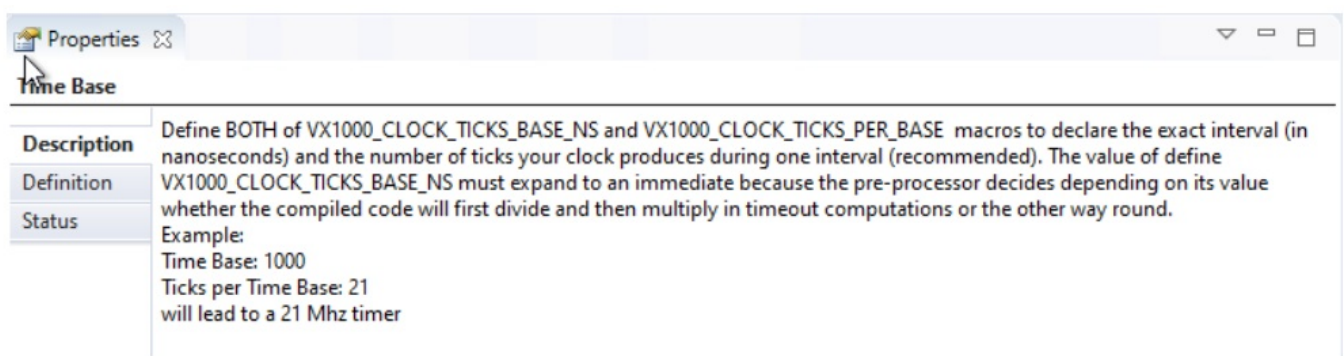 Properties
Time Base
Description
Definition
Status
Define BOTH of VX1000_CLOCK_TICKS_BASE_NS and VX1000_CLOCK_TICKS_PER_BASE macros to declare the exact interval (in
nanoseconds) and the number of ticks your clock produces during one interval (recommended). The value of define
VX1000_CLOCK_TICKS_BASE_NS must expand to an immediate because the pre-processor decides depending on its value
whether the compiled code will first divide and then multiply in timeout computations or the other way round.
Example:
Time Base: 1000
Ticks per Time Base: 21
will lead to a 21 Mhz timer